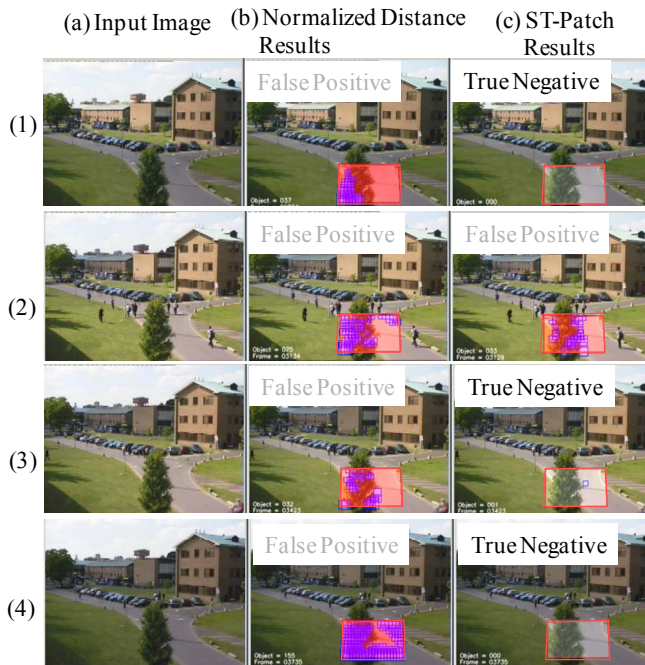 (a) Input Image (b) Normalized Distance Results (c) ST-Patch Results
(1)
False Positive True Negative
Object = 037
Object = 000
(2)
False Positive False Positive
Object = 075
Frame = 03134
Object = 033
Frame = 03129
(3)
False Positive True Negative
Object = 032
Frame = 03423
Object = 001
Frame = 03423
(4)
False Positive True Negative
Object = 155
Frame = 03735
Object = 000
Frame = 03735